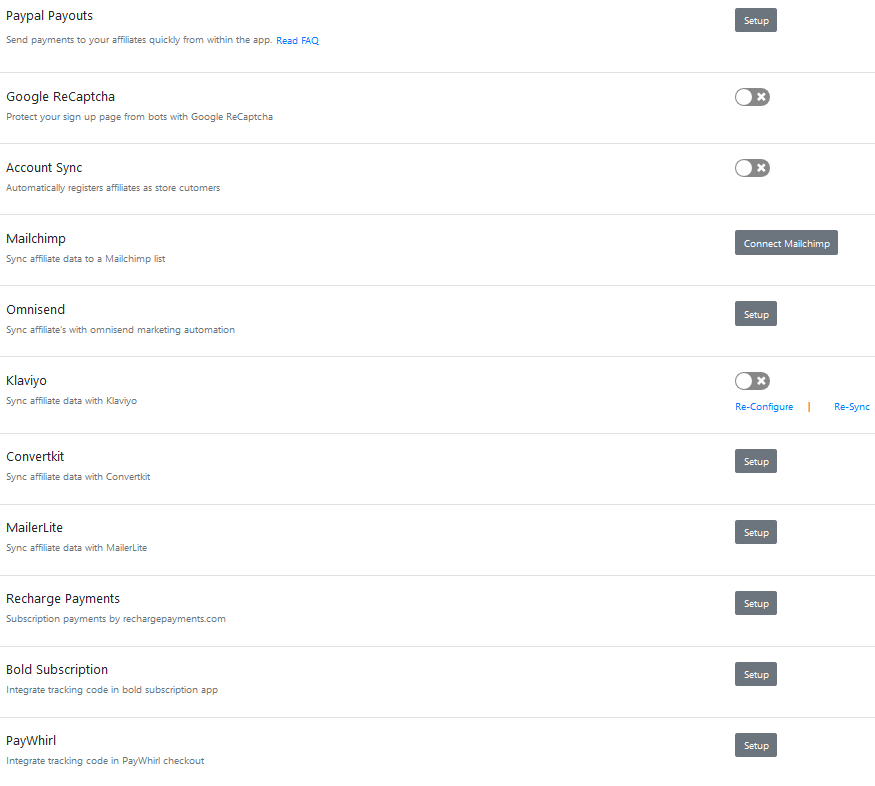 Paypal Payouts
Setup
Send payments to your affiliates quickly from within the app. Read FAQ
Google ReCaptcha
Protect your sign up page from bots with Google ReCaptcha
Account Sync
Automatically registers affiliates as store cutomers
Mailchimp
Connect Mailchimp
Sync affiliate data to a Mailchimp list
Omnisend
Setup
Sync affiliate's with omnisend marketing automation
Klaviyo
Sync affiliate data with Klaviyo
Re-Configure | Re-Sync
Convertkit
Setup
Sync affiliate data with Convertkit
MailerLite
Setup
Sync affiliate data with MailerLite
Recharge Payments
Setup
Subscription payments by rechargepayments.com
Bold Subscription
Setup
Integrate tracking code in bold subscription app
PayWhirl
Setup
Integrate tracking code in PayWhirl checkout